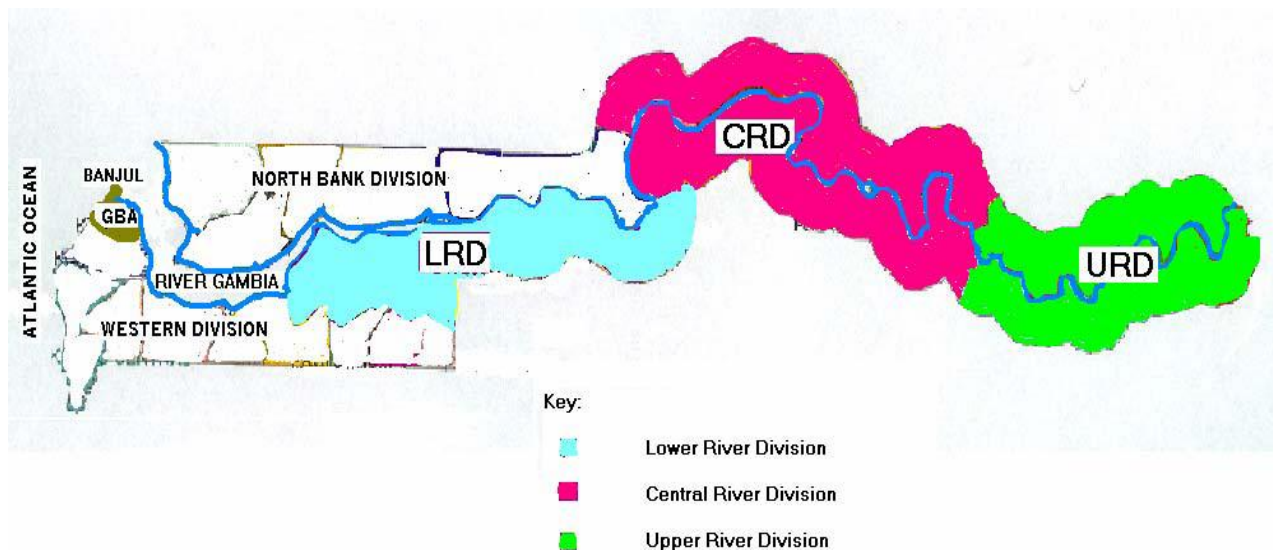 CRD
NORTH BANK DIVISION
BANJUL
GBA
LRD
URD
RIVER GAMBIA
WESTERN DIVISION
ATLANTIC OCEAN
Key:
Lower River Division
Central River Division
Upper River Division